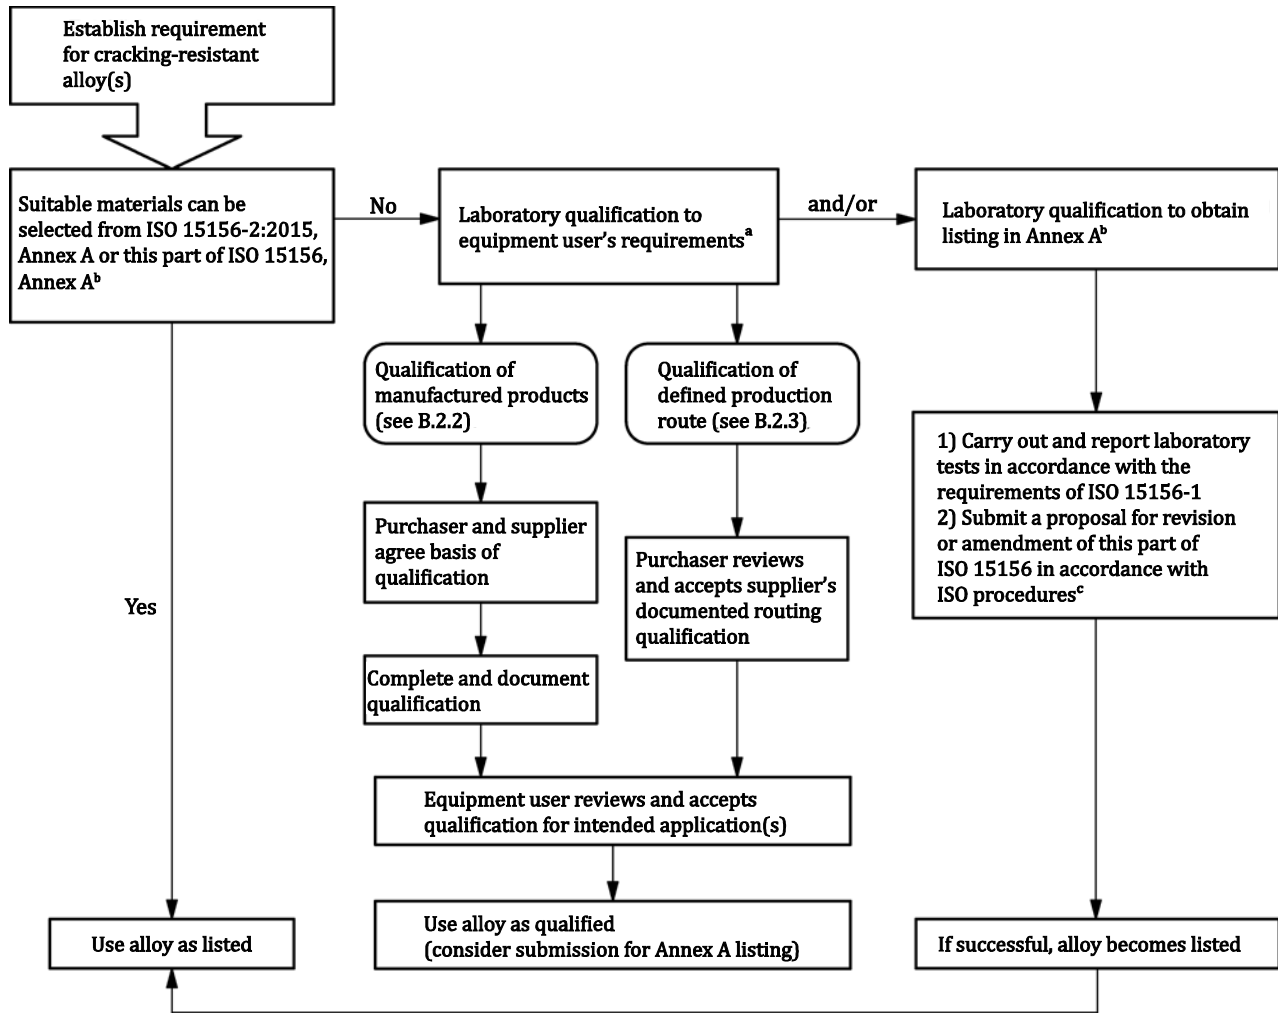 Establish requirement
for cracking-resistant
alloy(s)
Suitable materials can be
selected from ISO 15156-2:2015,
Annex A or this part of ISO 15156,
Annex Aᵇ
No
Laboratory qualification to
equipment user’s requirementsᵃ
and/or
Laboratory qualification to obtain
listing in Annex Aᵇ
Qualification of
manufactured products
(see B.2.2)
Qualification of
defined production
route (see B.2.3)
1) Carry out and report laboratory
tests in accordance with the
requirements of ISO 15156-1
2) Submit a proposal for revision
or amendment of this part of
ISO 15156 in accordance with
ISO proceduresᶜ
Purchaser and supplier
agree basis of
qualification
Purchaser reviews
and accepts supplier’s
documented routing
qualification
Yes
Complete and document
qualification
Equipment user reviews and accepts
qualification for intended application(s)
Use alloy as listed
Use alloy as qualified
(consider submission for Annex A listing)
If successful, alloy becomes listed